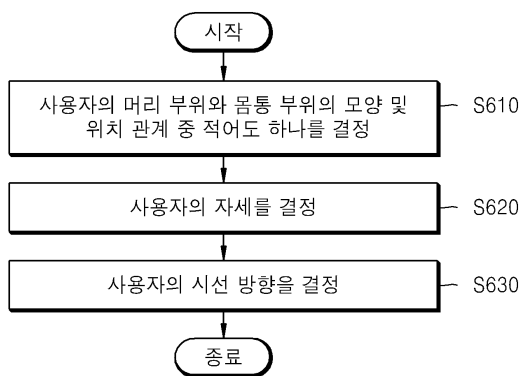 시작
사용자의 머리 부위와 몸통 부위의 모양 및
위치 관계 중 적어도 하나를 결정
S610
사용자의 자세를 결정
S620
사용자의 시선 방향을 결정
S630
종료